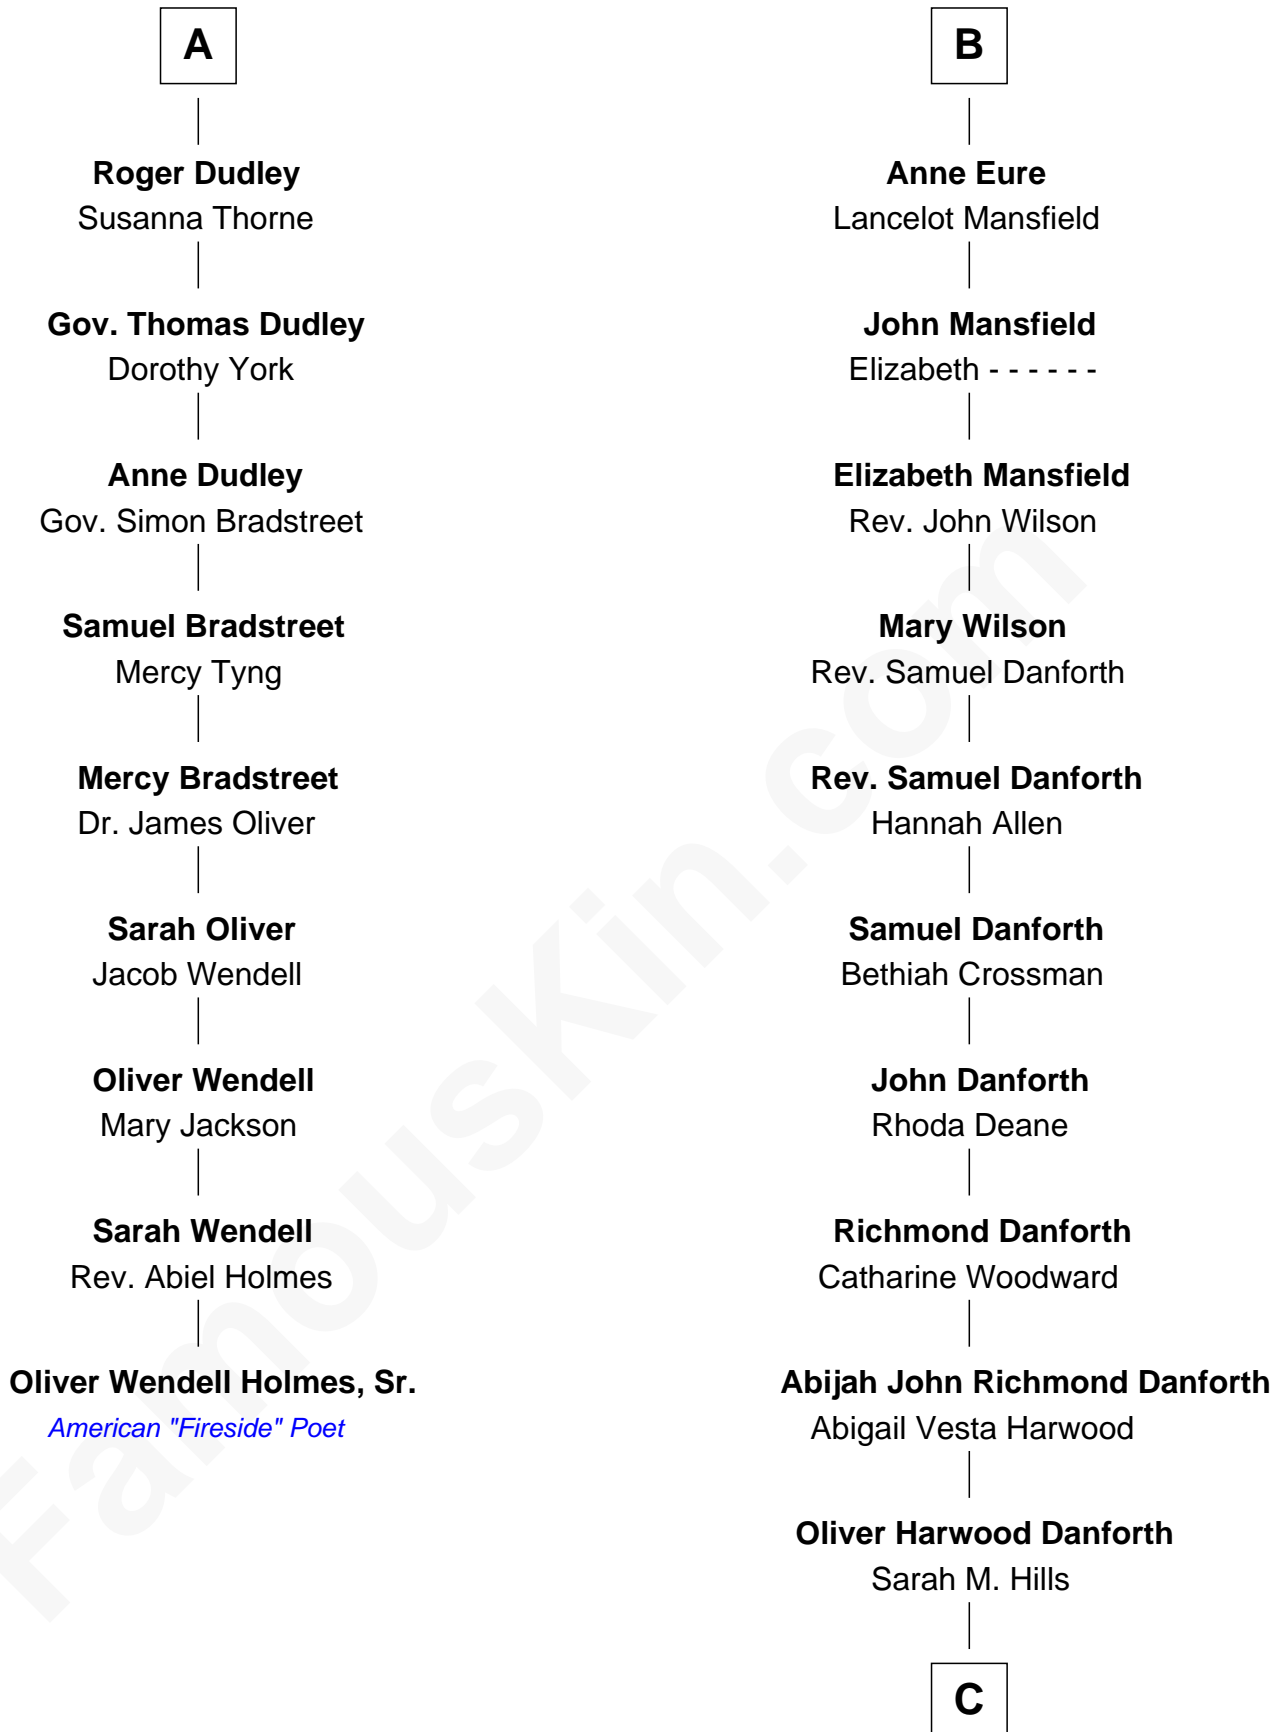 A
Roger Dudley
Susanna Thorne
Gov. Thomas Dudley
Dorothy York
Anne Dudley
Gov. Simon Bradstreet
Samuel Bradstreet
Mercy Tyng
Mercy Bradstreet
Dr. James Oliver
Sarah Oliver
Jacob Wendell
Oliver Wendell
Mary Jackson
Sarah Wendell
Rev. Abiel Holmes
Oliver Wendell Holmes, Sr.
American "Fireside" Poet
B
Anne Eure
Lancelot Mansfield
John Mansfield
Elizabeth - - - - - -
Elizabeth Mansfield
Rev. John Wilson
Mary Wilson
Rev. Samuel Danforth
Rev. Samuel Danforth
Hannah Allen
Samuel Danforth
Bethiah Crossman
John Danforth
Rhoda Deane
Richmond Danforth
Catharine Woodward
Abijah John Richmond Danforth
Abigail Vesta Harwood
Oliver Harwood Danforth
Sarah M. Hills
C
FamousKin.com